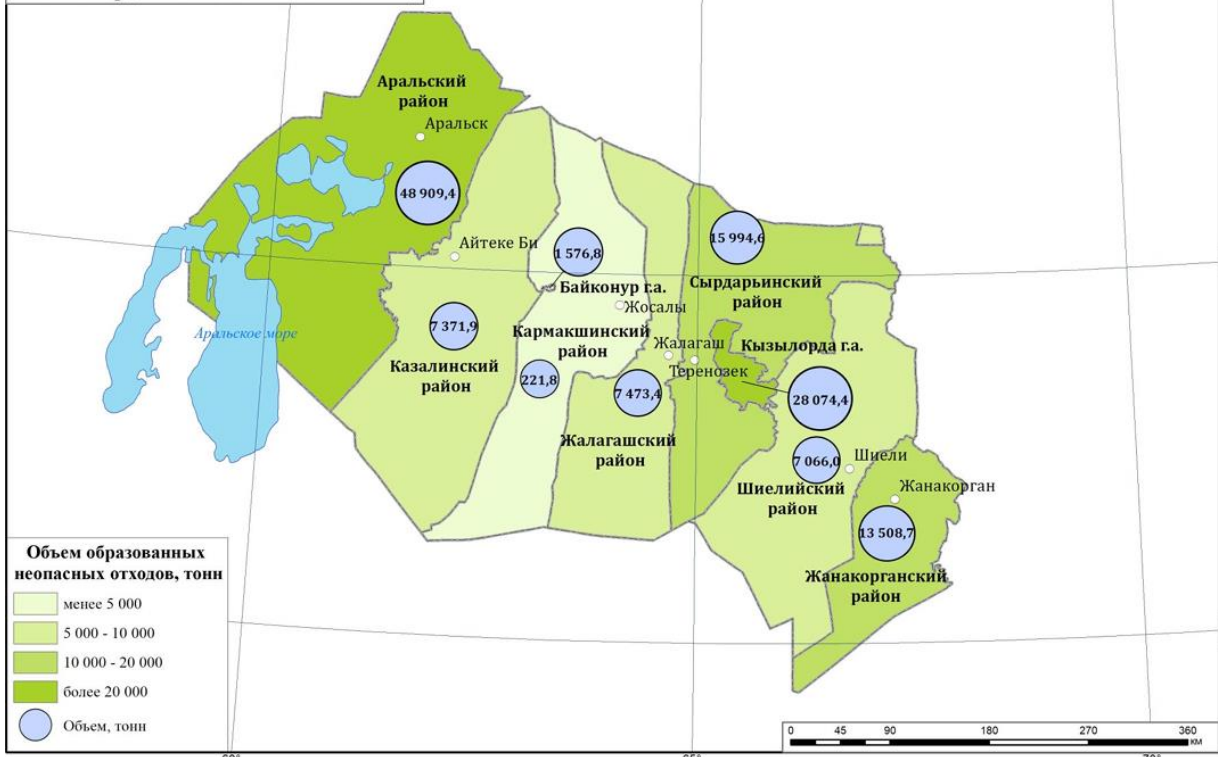 Аральский
район
Аральск
48 909,4
Айтеке Би
1 576,8
15 994,6
Байконур г.а.
Сырдарьинский
район
Жосалы
Аральское море
7 371,9
Кармакшинский
район
Казалинский
район
Жалагаш
Теренозек
Кызылорда г.а.
221,8
7 473,4
28 074,4
Жалагашский
район
7 066,0
Шиели
Шиелийский
район
Жанакорган
13 508,7
Жанакорганский
район
Объем образованных
неопасных отходов, тонн
менее 5 000
5 000 - 10 000
10 000 - 20 000
более 20 000
Объем, тонн
0 45 90 180 270 360
км